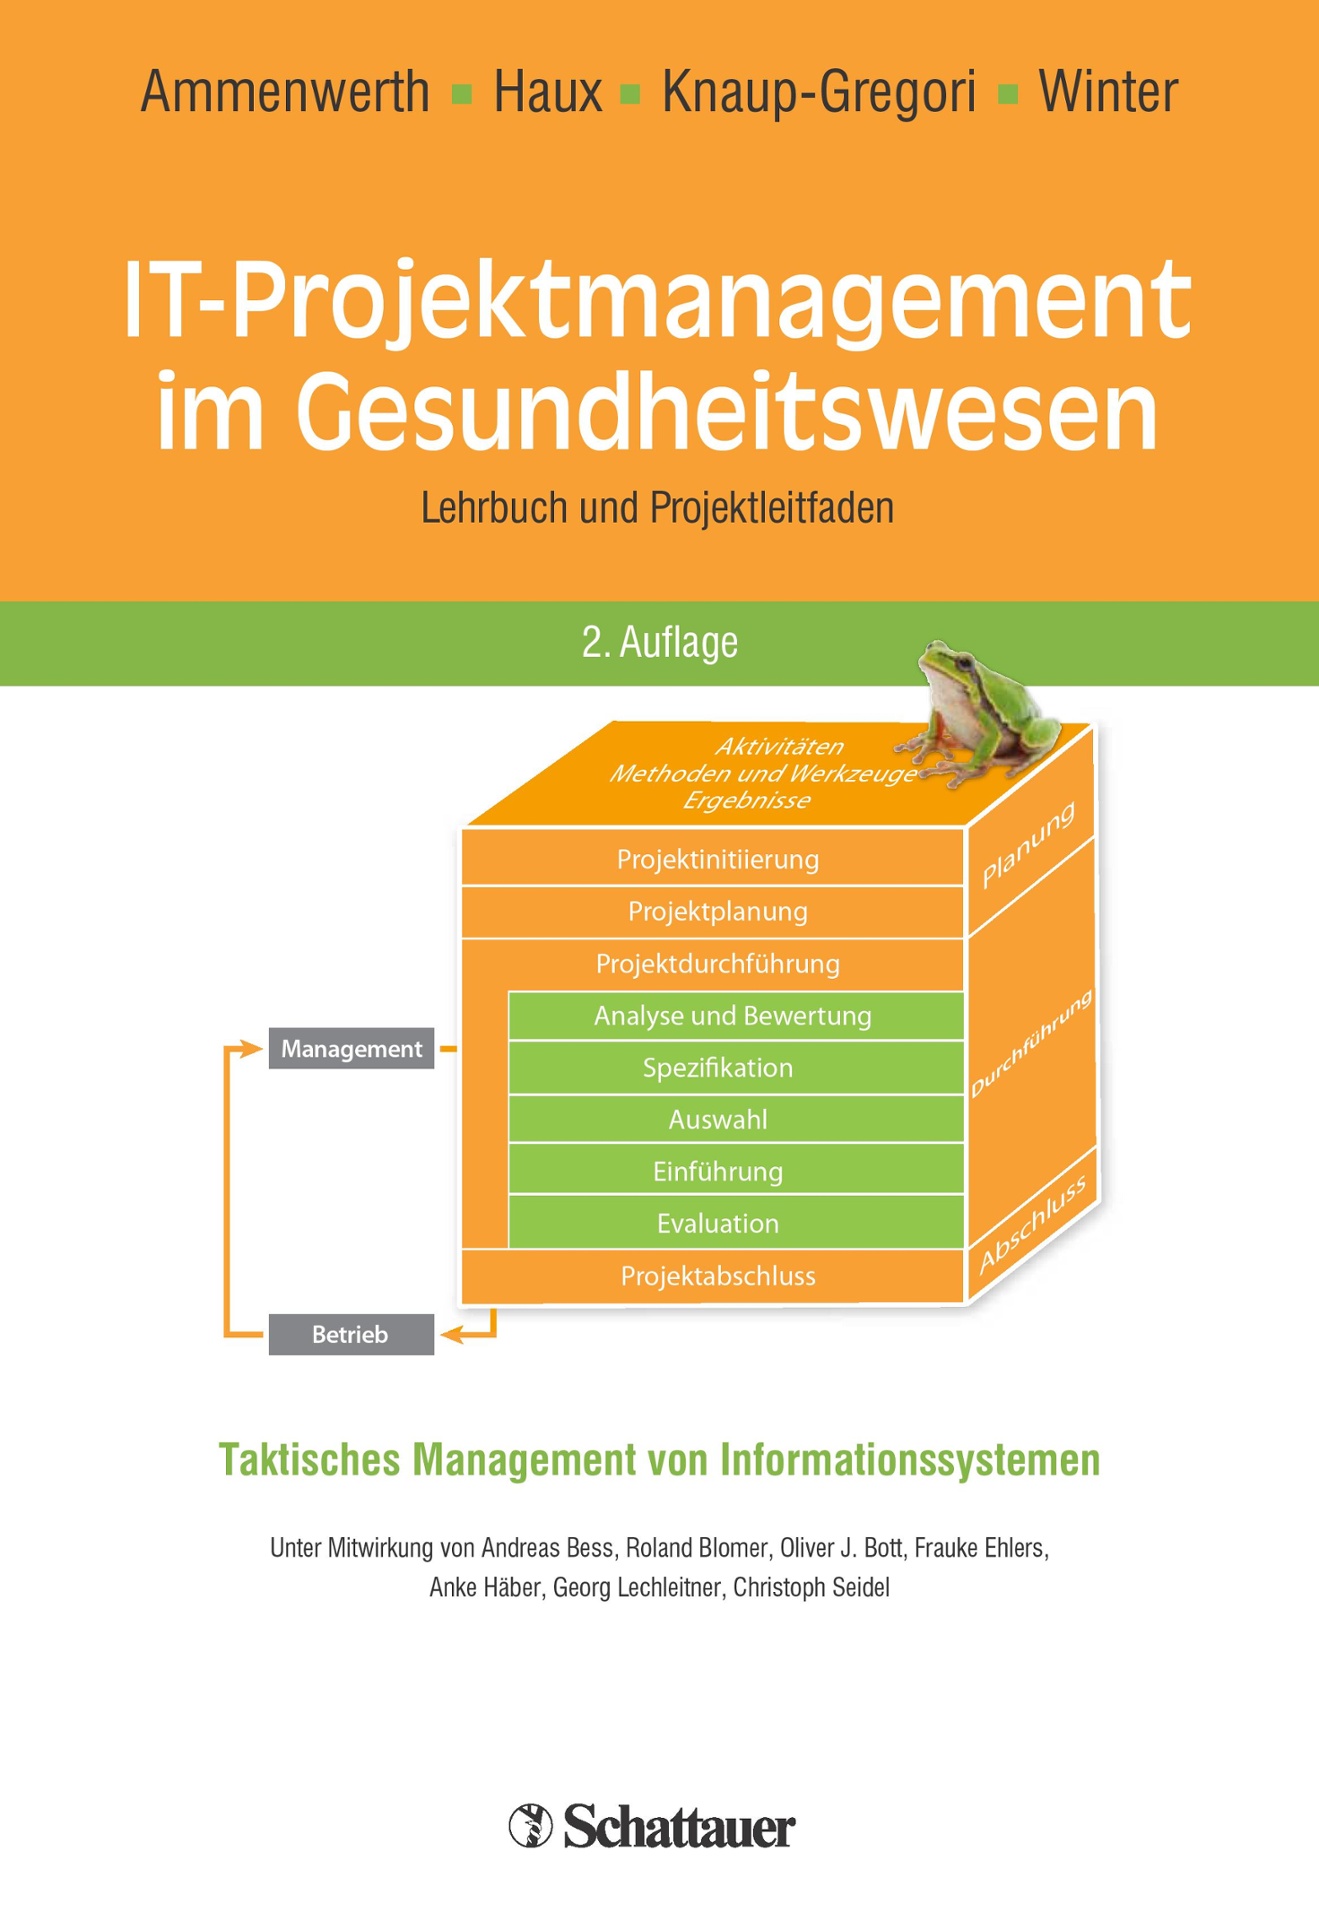 Ammenwerth ■ Haux ■ Knaup-Gregori ■ Winter
IT-Projektmanagement
im Gesundheitswesen
Lehrbuch und Projektleitfaden
2. Auflage
Aktivitäten
Methoden und Werkzeuge
Ergebnisse
Projektinitiierung
Projektplanung
Projektdurchführung
Analyse und Bewertung
Spezifikation
Auswahl
Einführung
Evaluation
Projektabschluss
Planung
Durchführung
Abschluss
Management
Betrieb
Taktisches Management von Informationssystemen
Unter Mitwirkung von Andreas Bess, Roland Blomer, Oliver J. Bott, Frauke Ehlers,
Anke Häber, Georg Lechleitner, Christoph Seidel
Schattauer